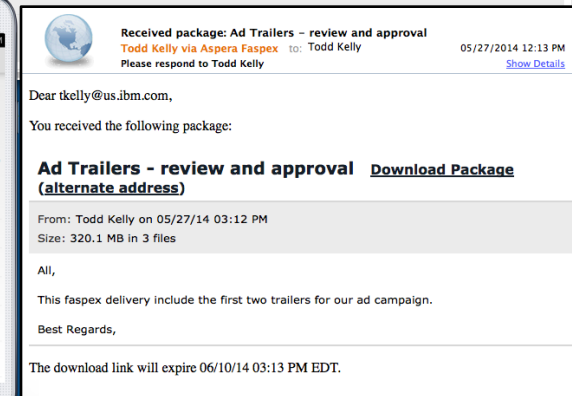 Received package: Ad Trailers – review and approval
Todd Kelly via Aspera Faspex to: Todd Kelly 05/27/2014 12:13 PM
Please respond to Todd Kelly Show Details
Dear tkelly@us.ibm.com,
You received the following package:
Ad Trailers - review and approval Download Package
(alternate address)
From: Todd Kelly on 05/27/14 03:12 PM
Size: 320.1 MB in 3 files
All,
This faspex delivery include the first two trailers for our ad campaign.
Best Regards,
The download link will expire 06/10/14 03:13 PM EDT.